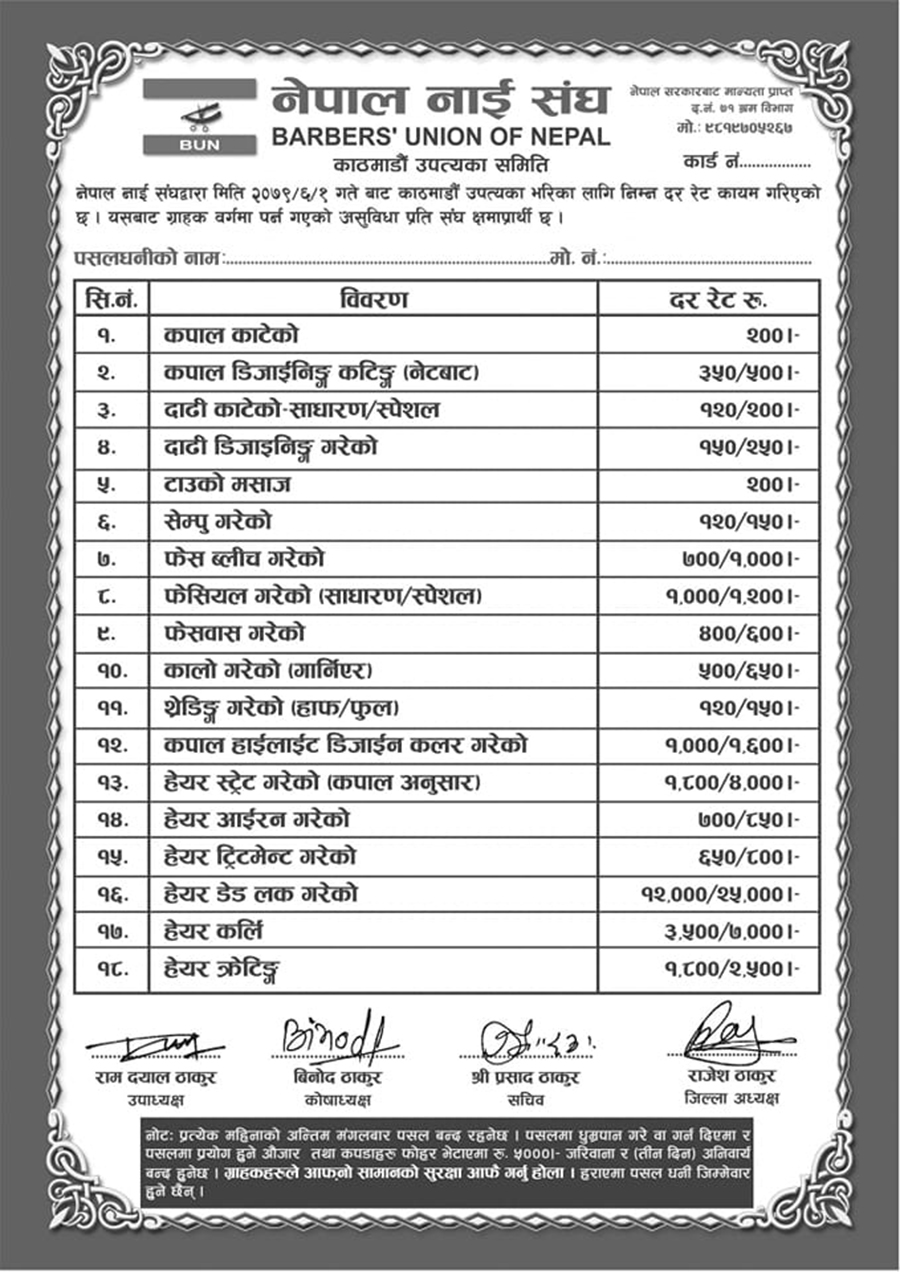 BUN
नेपाल नाई संघ
BARBERS' UNION OF NEPAL
काठमाडौं उपत्यका समिति
नेपाल सरकारबाट मान्यता प्राप्त
द.नं. ७१ श्रम विभाग
मो.: ९८१९७०५२६७
कार्ड नं.................
नेपाल नाई संघद्वारा मिति २०७९/६/१ गते बाट काठमाडौं उपत्यका भरिका लागि निम्न दर रेट कायम गरिएको
छ । यसबाट ग्राहक वर्गमा पर्न गएको असुविधा प्रति संघ क्षमाप्रार्थी छ ।
पसलधनीको नामः.......................................................मो. नं.:...................................
सि.नं. विवरण दर रेट रु.
१. कपाल काटेको २००।-
२. कपाल डिजाईनिङ्ग कटिङ्ग (नेटबाट) ३५०/५००।-
३. दाढी काटेको-साधारण/स्पेशल १२०/२००।-
४. दाढी डिजाइनिङ्ग गरेको १५०/२५०।-
५. टाउको मसाज २००।-
६. सेम्पु गरेको १२०/१५०।-
७. फेस ब्लीच गरेको ७००/१,०००।-
८. फेसियल गरेको (साधारण/स्पेशल) १,०००/१,२००।-
९. फेसवास गरेको ४००/६००।-
१०. कालो गरेको (गार्निएर) ५००/६५०।-
११. थ्रेडिङ्ग गरेको (हाफ/फुल) १२०/१५०।-
१२. कपाल हाईलाईट डिजाईन कलर गरेको १,०००/१,६००।-
१३. हेयर स्ट्रेट गरेको (कपाल अनुसार) १,८००/४,०००।-
१४. हेयर आईरन गरेको ७००/८५०।-
१५. हेयर ट्रिटमेन्ट गरेको ६५०/८००।-
१६. हेयर डेड लक गरेको १२,०००/२५,०००।-
१७. हेयर कर्लि ३,५००/७,०००।-
१८. हेयर क्रेटिङ्ग १,८००/२,५००।-
Binod
राम दयाल ठाकुर बिनोद ठाकुर श्री प्रसाद ठाकुर राजेश ठाकुर
उपाध्यक्ष कोषाध्यक्ष सचिव जिल्ला अध्यक्ष
नोटः प्रत्येक महिनाको अन्तिम मंगलबार पसल बन्द रहनेछ । पसलमा धुम्रपान गरे वा गर्न दिएमा र
पसलमा प्रयोग हुने औजार तथा कपडाहरु फोहर भेटाएमा रु. ५०००।- जरिवाना र (तीन दिन) अनिवार्य
बन्द हुनेछ । ग्राहकहरुले आफ्नो सामानको सुरक्षा आफै गर्नु होला । हराएमा पसल धनी जिम्मेवार
हुने छैन् ।